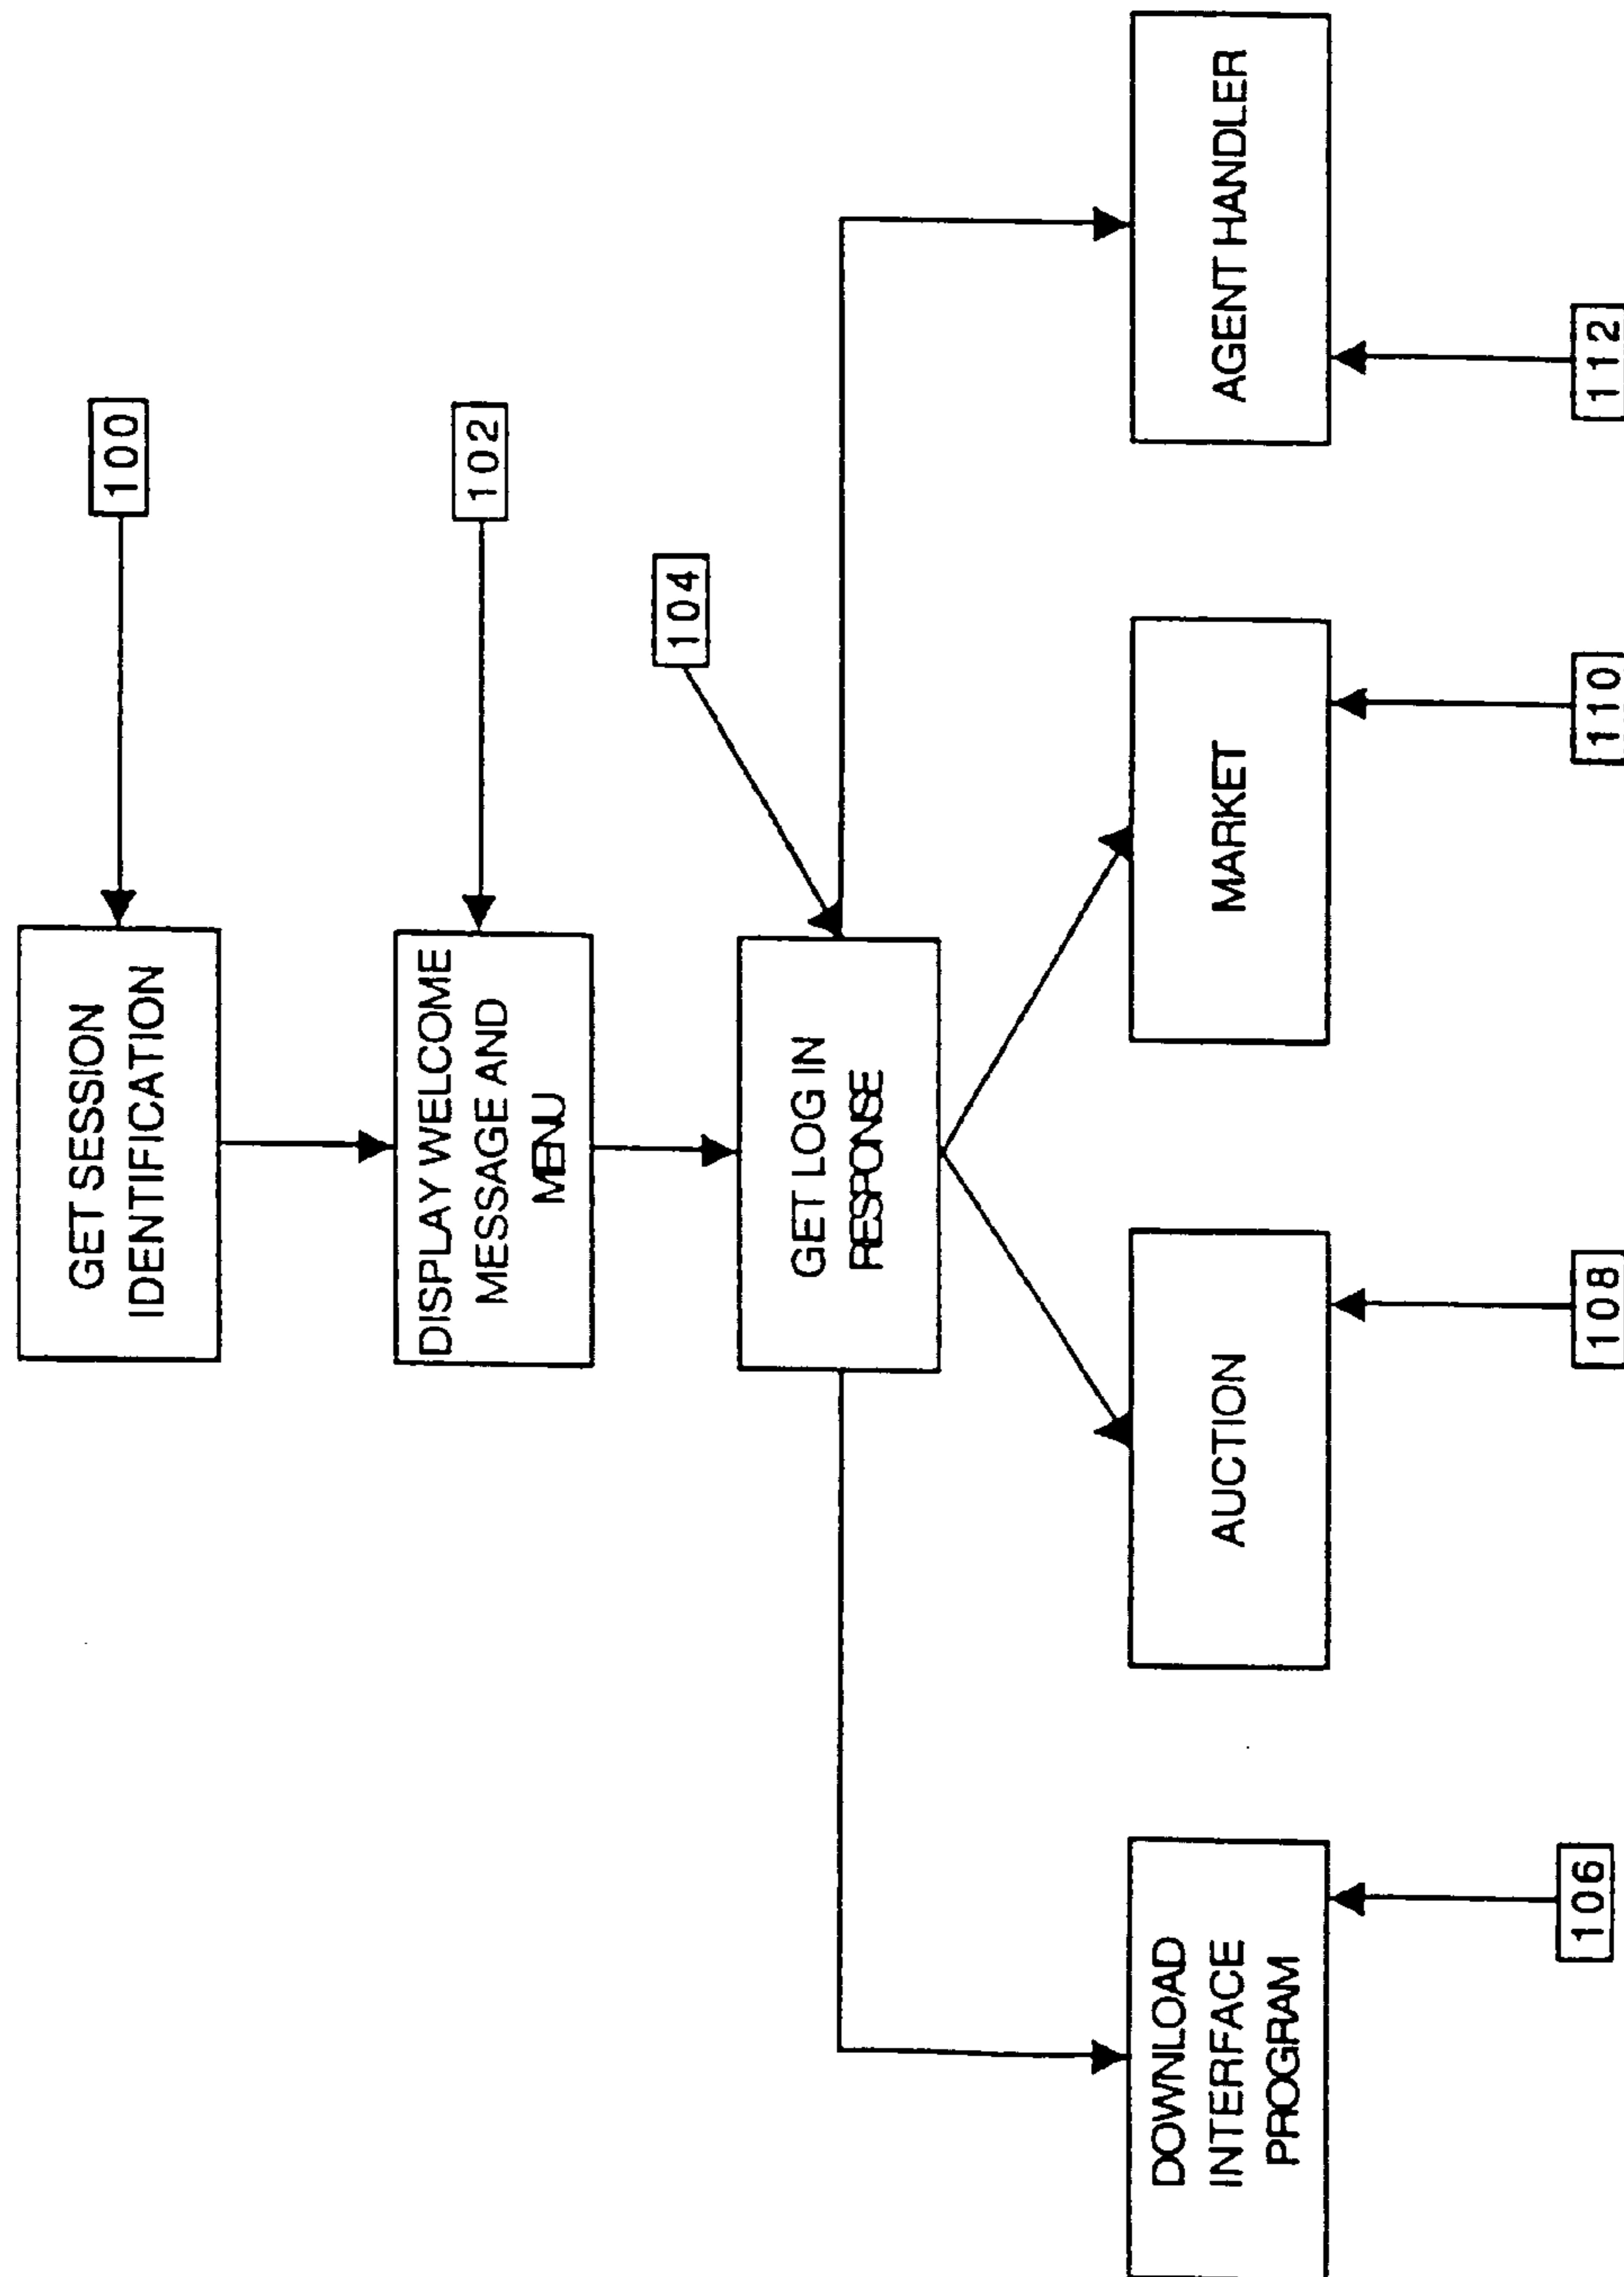 100
GET SESSION
IDENTIFICATION
102
DISPLAY WELCOME
MESSAGE AND
MENU
104
GET LOG IN
RESPONSE
DOWNLOAD
INTERFACE
PROGRAM
AUCTION
MARKET
AGENT HANDLER
106
108
110
112